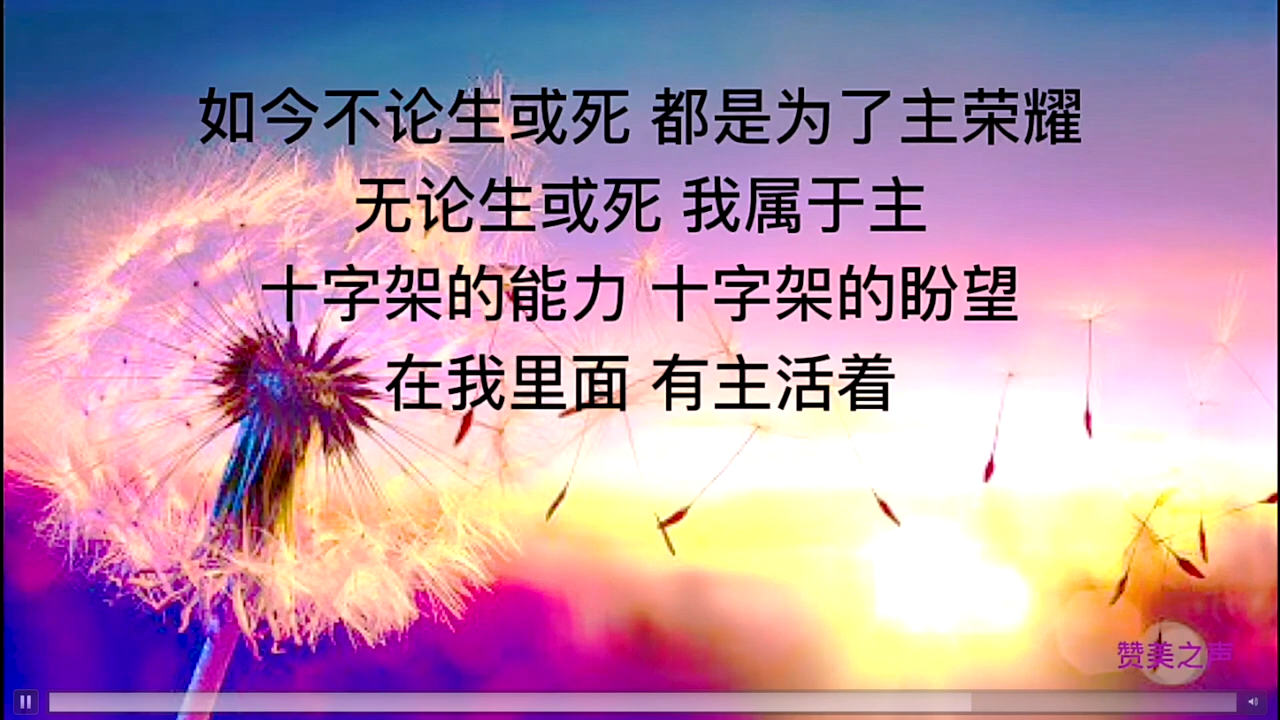 如今不论生或死 都是为了主荣耀
无论生或死 我属于主
十字架的能力 十字架的盼望
在我里面 有主活着
赞美之声